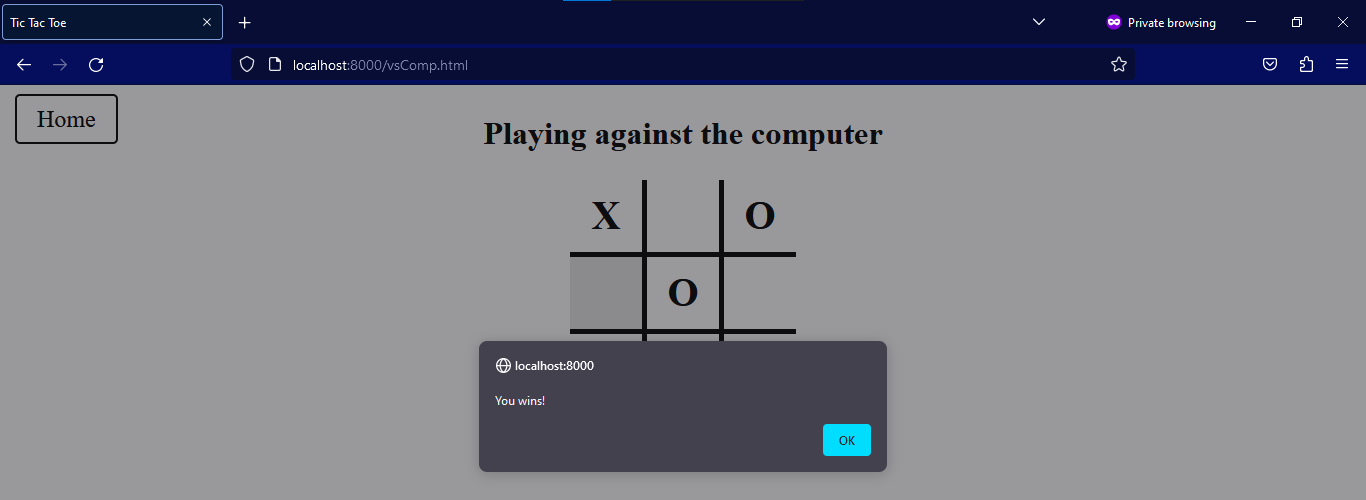 Tic Tac Toe
Private browsing
localhost:8000/vsComp.html
Home
Playing against the computer
X O
O
localhost:8000
You wins!
OK